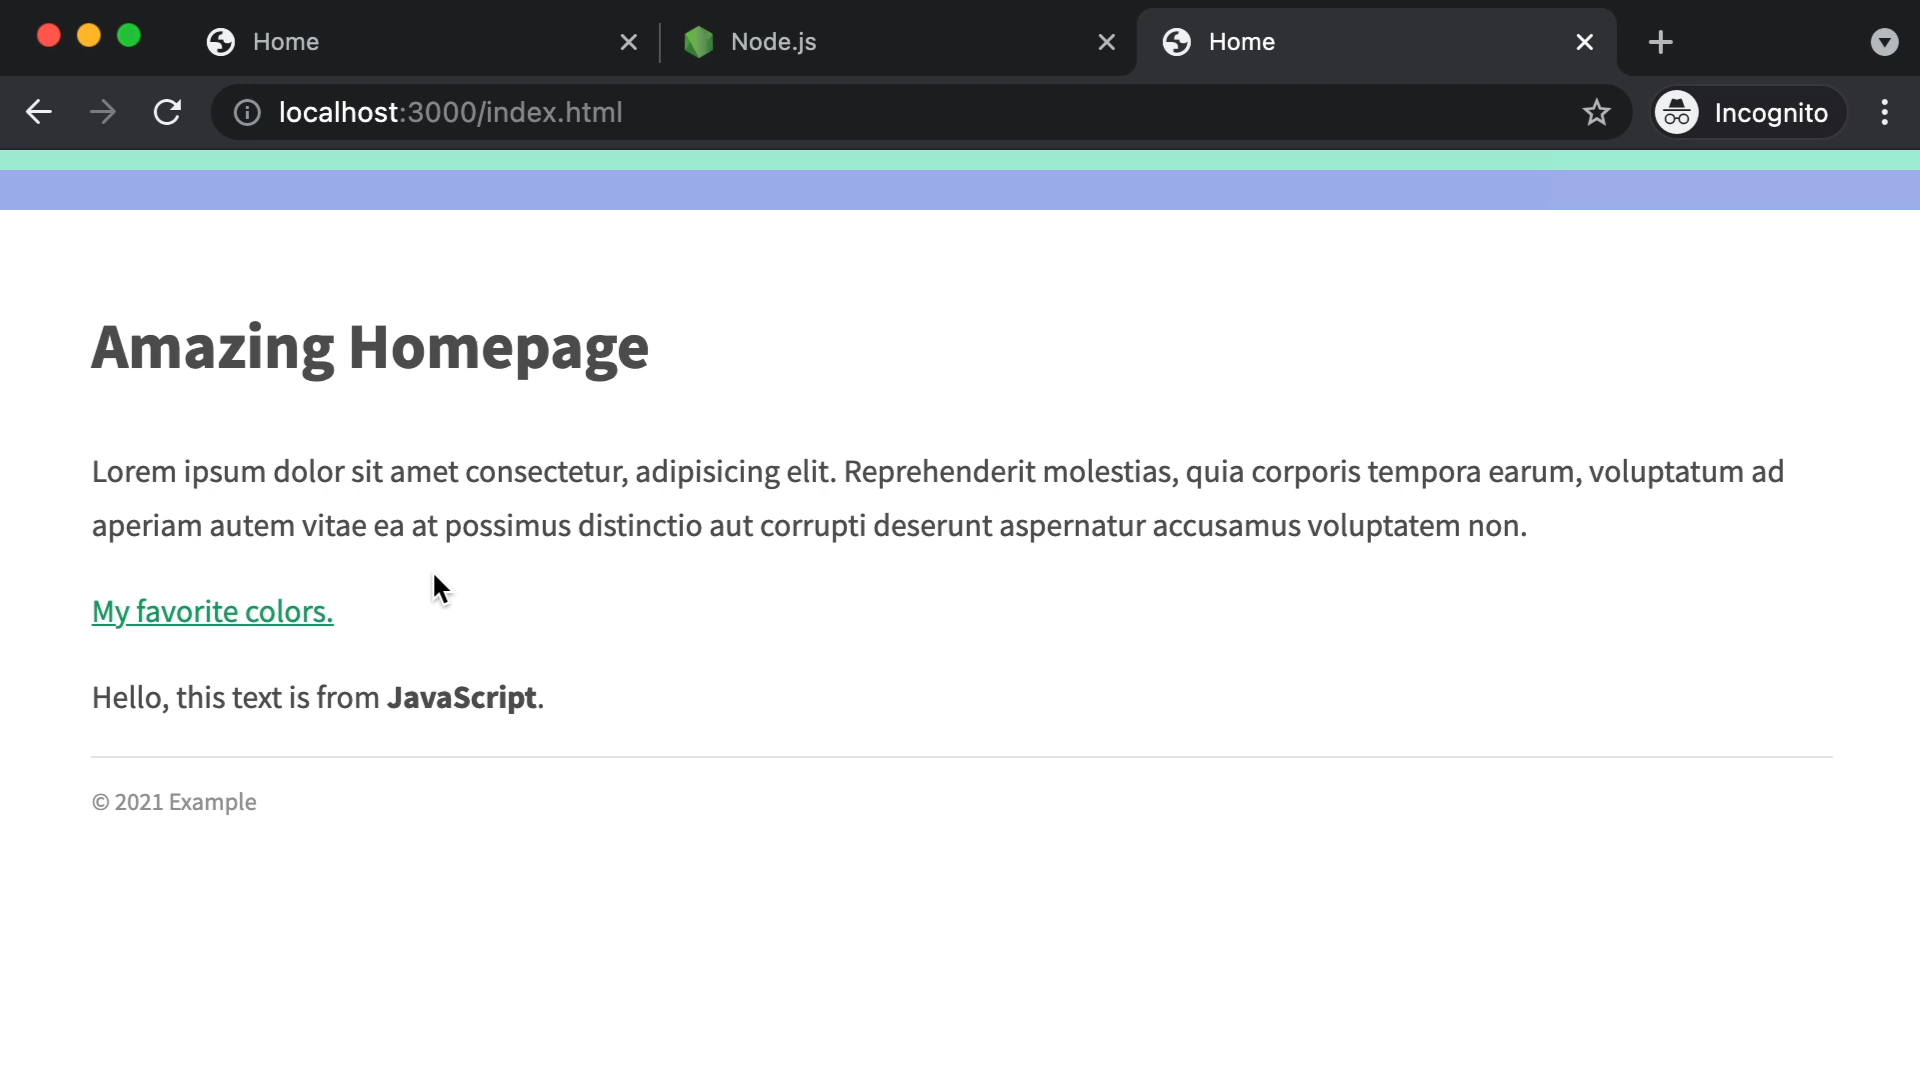 Home
Node.js
Home
localhost:3000/index.html
Incognito
Amazing Homepage
Lorem ipsum dolor sit amet consectetur, adipisicing elit. Reprehenderit molestias, quia corporis tempora earum, voluptatum ad
aperiam autem vitae ea at possimus distinctio aut corrupti deserunt aspernatur accusamus voluptatem non.
My favorite colors.
Hello, this text is from JavaScript.
© 2021 Example